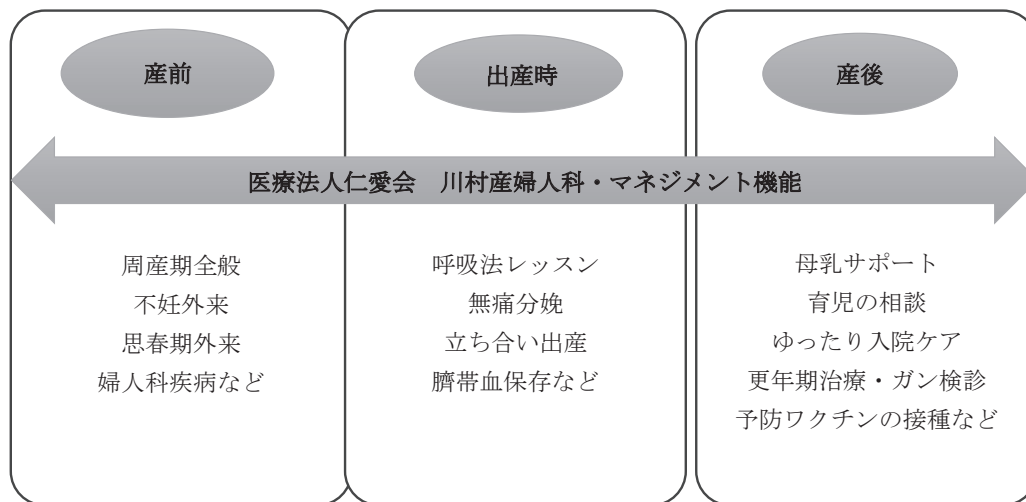 産前
出産時
産後
医療法人仁愛会　川村産婦人科・マネジメント機能
周産期全般
不妊外来
思春期外来
婦人科疾病など
呼吸法レッスン
無痛分娩
立ち合い出産
臍帯血保存など
母乳サポート
育児の相談
ゆったり入院ケア
更年期治療・ガン検診
予防ワクチンの接種など